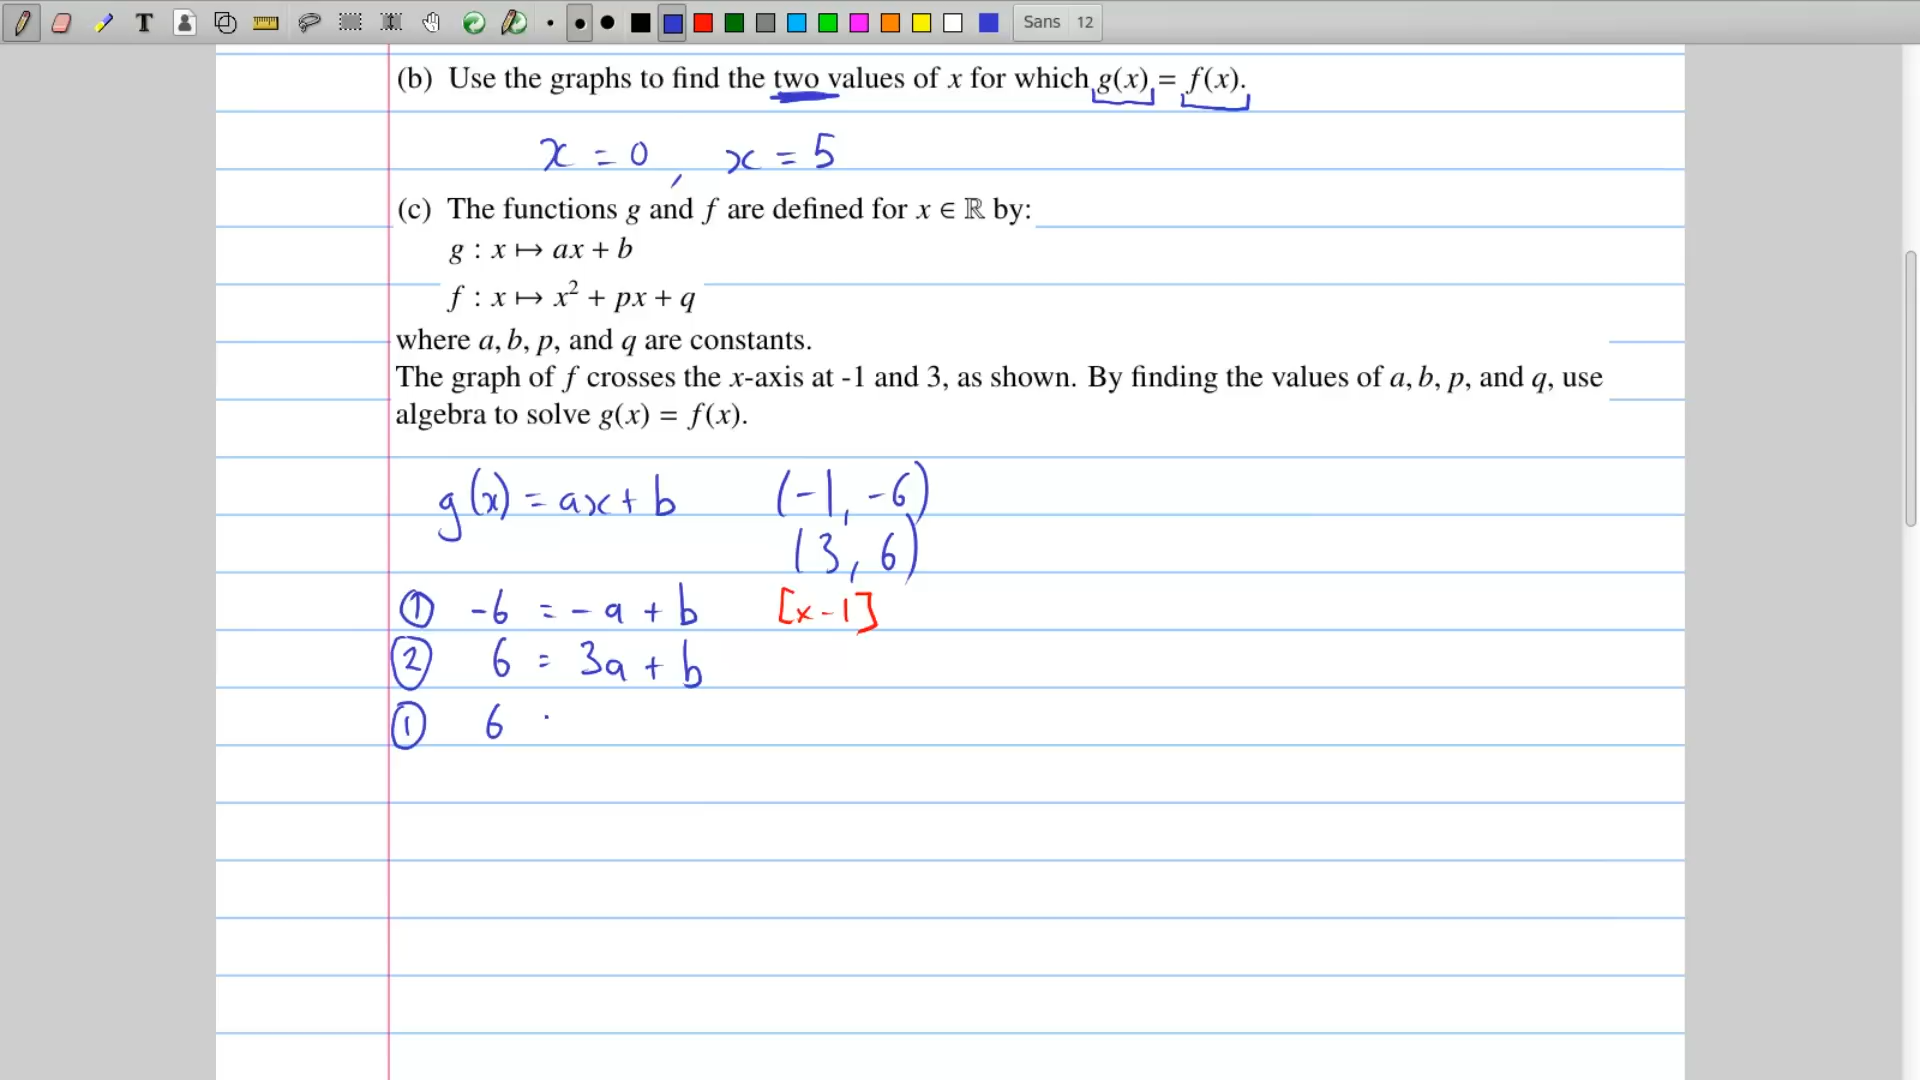 T Sans 12
(b) Use the graphs to find the two values of x for which g(x) = f(x).
x = 0, x = 5
(c) The functions g and f are defined for x ∈ ℝ by:
g : x ↦ ax + b
f : x ↦ x² + px + q
where a, b, p, and q are constants.
The graph of f crosses the x-axis at -1 and 3, as shown. By finding the values of a, b, p, and q, use
algebra to solve g(x) = f(x).
g(x) = ax + b (-1, -6)
(3, 6)
① -6 = -a + b [x-1]
② 6 = 3a + b
① 6